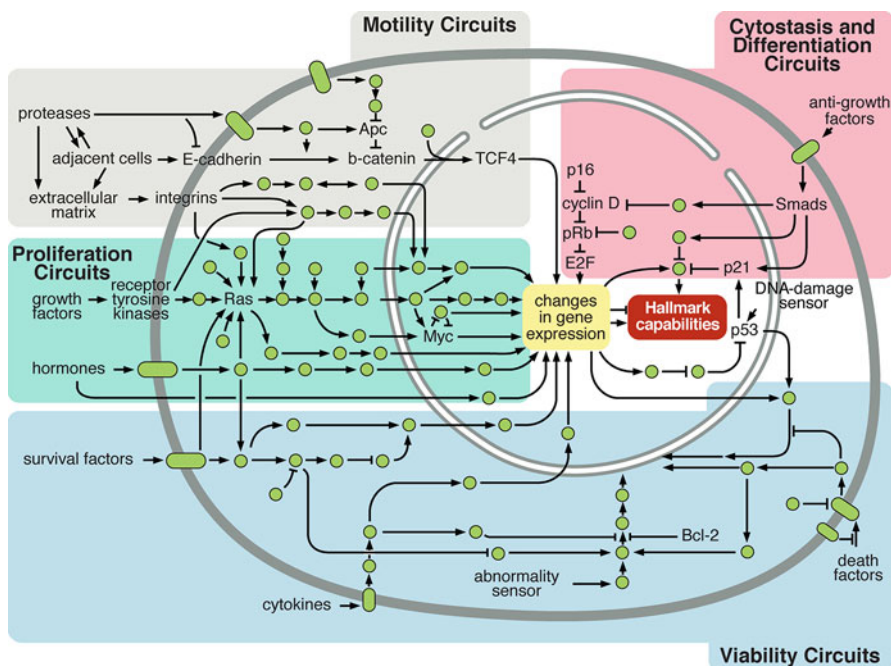 Motility Circuits
Cytostasis and
Differentiation
Circuits
proteases
Apc
anti-growth
factors
adjacent cells
E-cadherin
b-catenin
TCF4
p16
extracellular
matrix
integrins
cyclin D
Smads
pRb
Proliferation
Circuits
E2F
p21
growth
factors
receptor
tyrosine
kinases
Ras
changes
in gene
expression
Hallmark
capabilities
DNA-damage
sensor
Myc
p53
hormones
survival factors
Bcl-2
abnormality
sensor
death
factors
cytokines
Viability Circuits